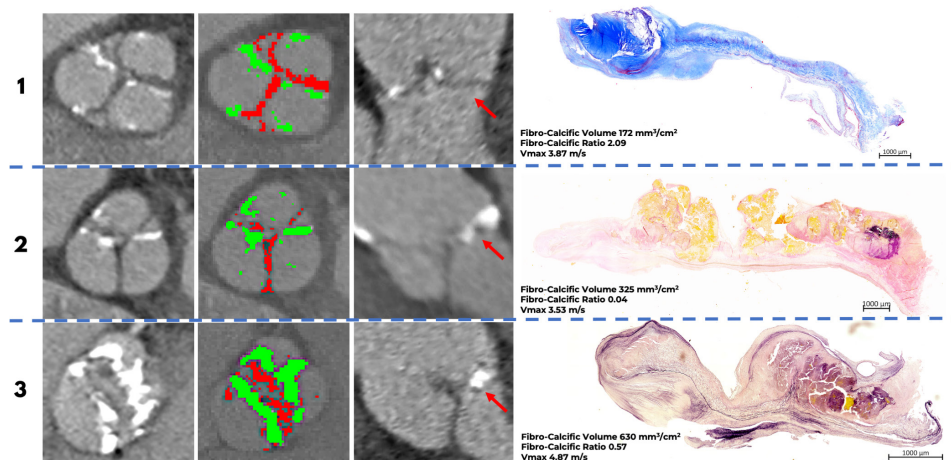 1
Fibro-Calcific Volume 172 mm³/cm²
Fibro-Calcific Ratio 2.09
Vmax 3.87 m/s
1000 µm
2
Fibro-Calcific Volume 325 mm³/cm²
Fibro-Calcific Ratio 0.04
Vmax 3.53 m/s
1000 µm
3
Fibro-Calcific Volume 630 mm³/cm²
Fibro-Calcific Ratio 0.57
Vmax 4.87 m/s
1000 µm